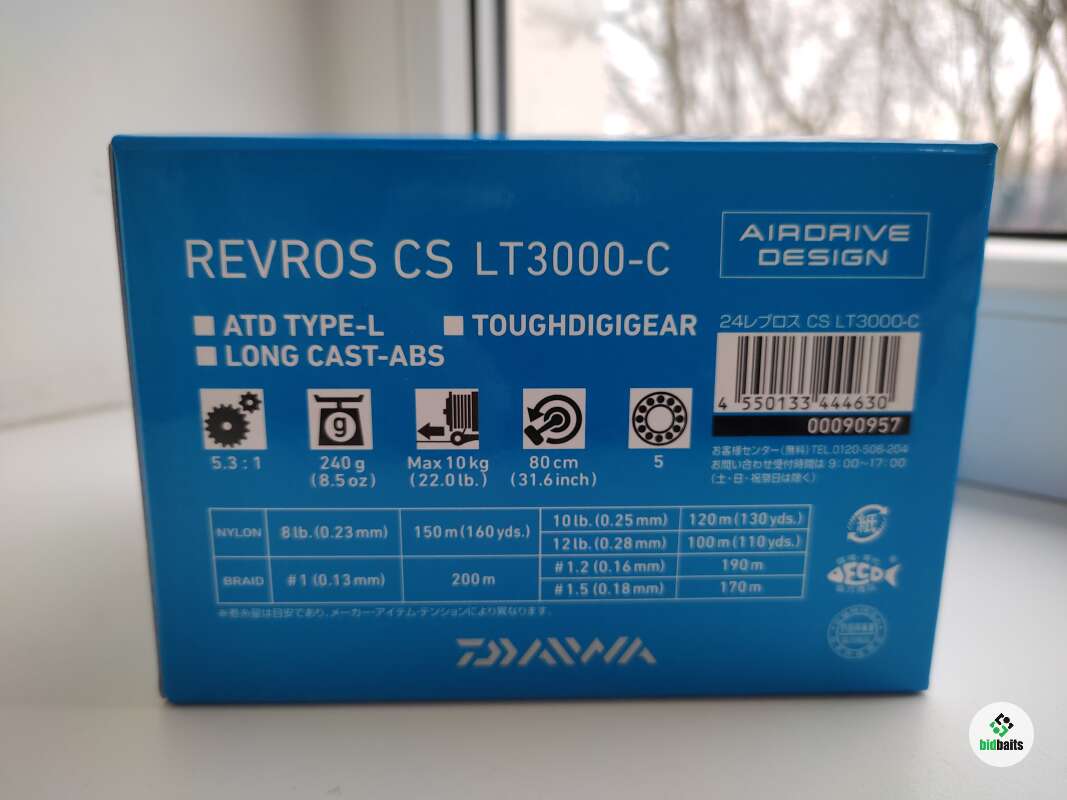 REVROS CS LT3000-C
AIRDRIVE
DESIGN
■ ATD TYPE-L ■ TOUGHDIGIGEAR
■ LONG CAST-ABS
24レブロス CS LT3000-C
4 550133 444630
00090957
お客様センター(無料)TEL.0120-506-204
お問い合わせ受付時間は 9:00~17:00
(土・日・祝祭日は除く)
g
5.3 : 1
240 g
(8.5 oz)
Max 10 kg
(22.0 lb.)
80 cm
(31.6 inch)
5
NYLON 8 lb. (0.23 mm) 150 m (160 yds.)
10 lb. (0.25 mm) 120 m (130 yds.)
12 lb. (0.28 mm) 100 m (110 yds.)
BRAID # 1 (0.13 mm) 200 m
# 1.2 (0.16 mm) 190 m
# 1.5 (0.18 mm) 170 m
※巻糸量は目安であり、メーカー・アイテム・テンションにより異なります。
紙
ECO
DAIWA
bidbaits